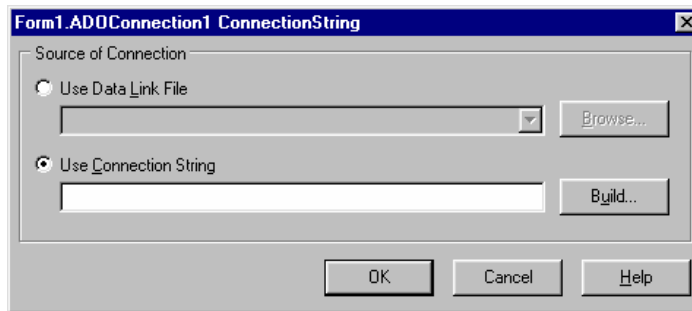 Form1.ADOConnection1 ConnectionString
Source of Connection
Use Data Link File
Browse...
Use Connection String
Build...
OK Cancel Help